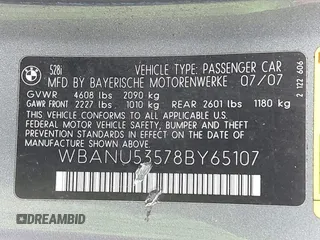 528i VEHICLE TYPE: PASSENGER CAR
MFD BY BAYERISCHE MOTORENWERKE 07/07
GVWR 4608 lbs 2090 kg
GAWR FRONT 2227 lbs 1010 kg REAR 2601 lbs 1180 kg
THIS VEHICLE CONFORMS TO ALL APPLICABLE
U.S. FEDERAL MOTOR VEHICLE SAFETY, BUMPER
AND THEFT PREVENTION STANDARDS
IN EFFECT ON THE DATE OF
MANUFACTURE SHOWN ABOVE.
WBANU53578BY65107
2 122 606
DREAMBID